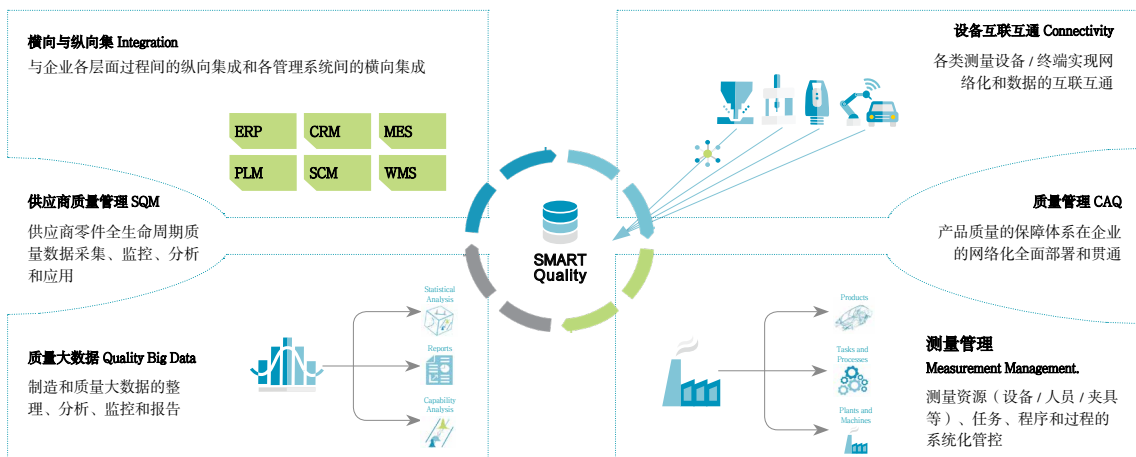 横向与纵向集 Integration
与企业各层面过程间的纵向集成和各管理系统间的横向集成
ERP
CRM
MES
PLM
SCM
WMS
供应商质量管理 SQM
供应商零件全生命周期质
量数据采集、监控、分析
和应用
质量大数据 Quality Big Data
制造和质量大数据的整
理、分析、监控和报告
Statistical
Analysis
Reports
Capability
Analysis
SMART
Quality
设备互联互通 Connectivity
各类测量设备 / 终端实现网
络化和数据的互联互通
质量管理 CAQ
产品质量的保障体系在企业
的网络化全面部署和贯通
Products
Tasks and
Processes
Plants and
Machines
测量管理
Measurement Management.
测量资源（设备 / 人员 / 夹具
等）、任务、程序和过程的
系统化管控